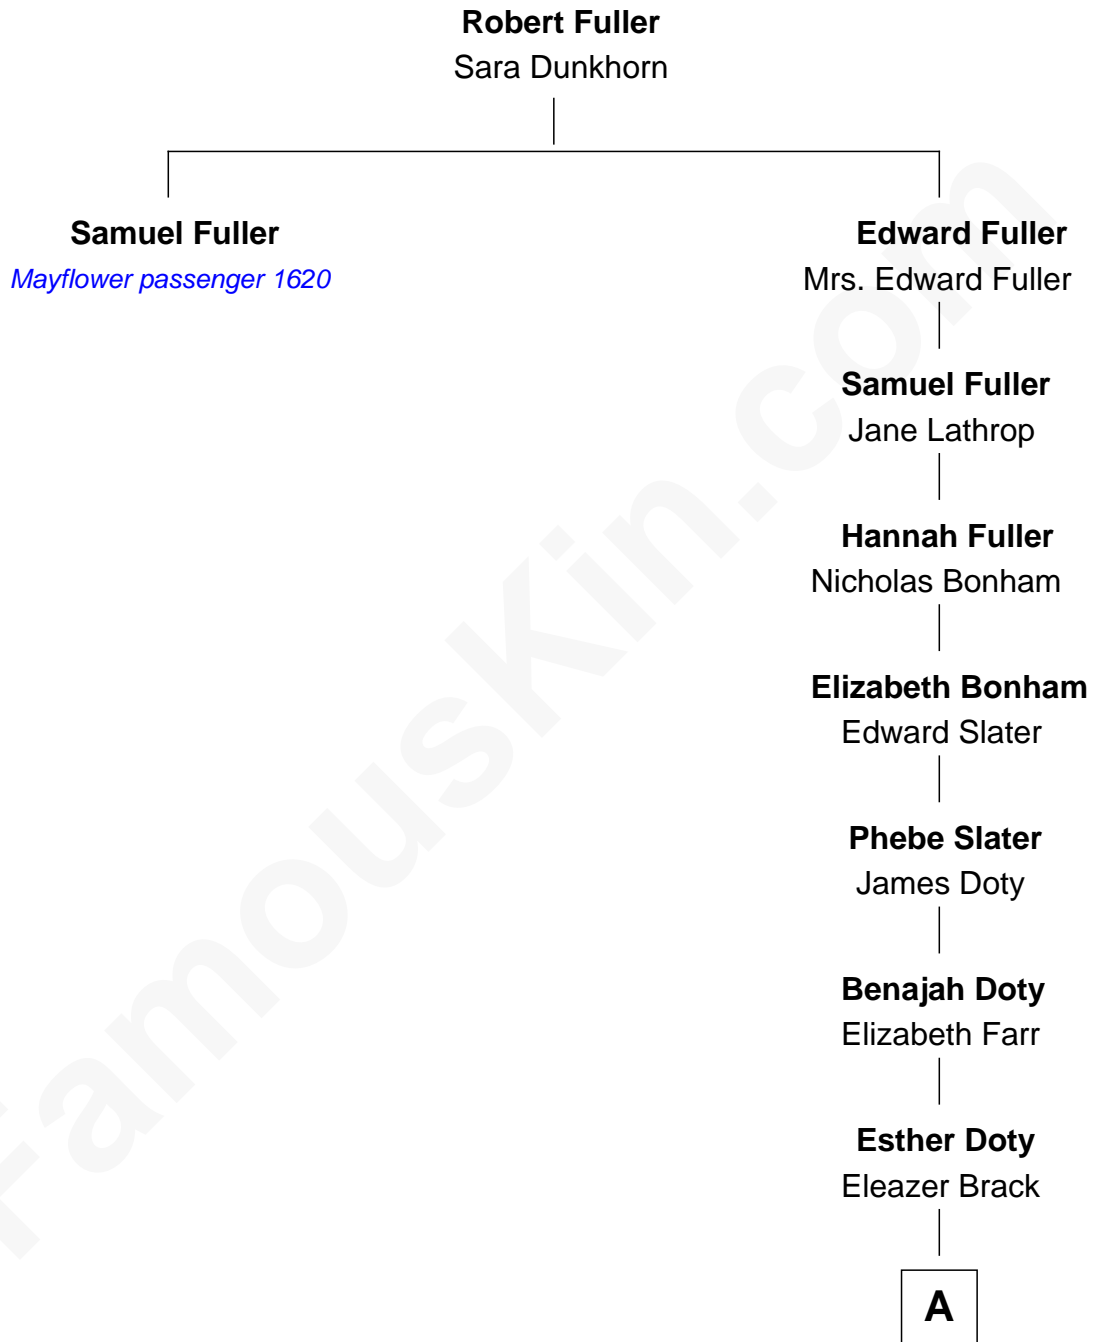 Robert Fuller
Sara Dunkhorn
Samuel Fuller
Mayflower passenger 1620
Edward Fuller
Mrs. Edward Fuller
Samuel Fuller
Jane Lathrop
Hannah Fuller
Nicholas Bonham
Elizabeth Bonham
Edward Slater
Phebe Slater
James Doty
Benajah Doty
Elizabeth Farr
Esther Doty
Eleazer Brack
A
FamousKin.com